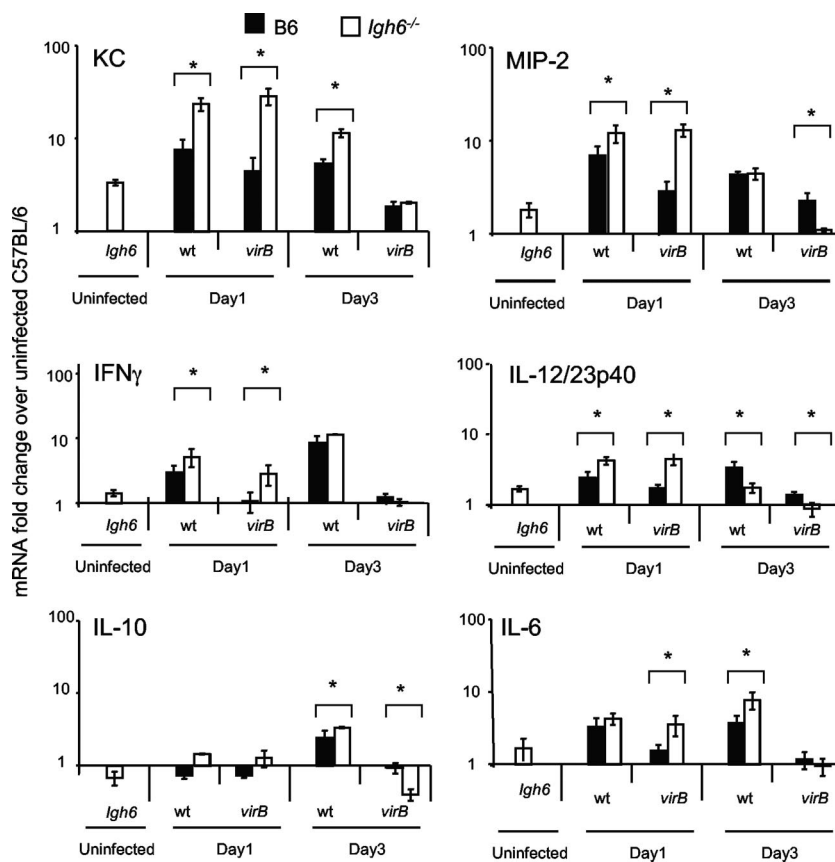 B6 Igh6-/-
mRNA fold change over uninfected C57BL/6
KC
100
10
1
* * *
Igh6 wt virB wt virB
Uninfected Day1 Day3
MIP-2
100
10
1
* * *
Igh6 wt virB wt virB
Uninfected Day1 Day3
IFNγ
100
10
1
* *
Igh6 wt virB wt virB
Uninfected Day1 Day3
IL-12/23p40
100
10
1
* * * *
Igh6 wt virB wt virB
Uninfected Day1 Day3
IL-10
100
10
1
* *
Igh6 wt virB wt virB
Uninfected Day1 Day3
IL-6
100
10
1
* *
Igh6 wt virB wt virB
Uninfected Day1 Day3